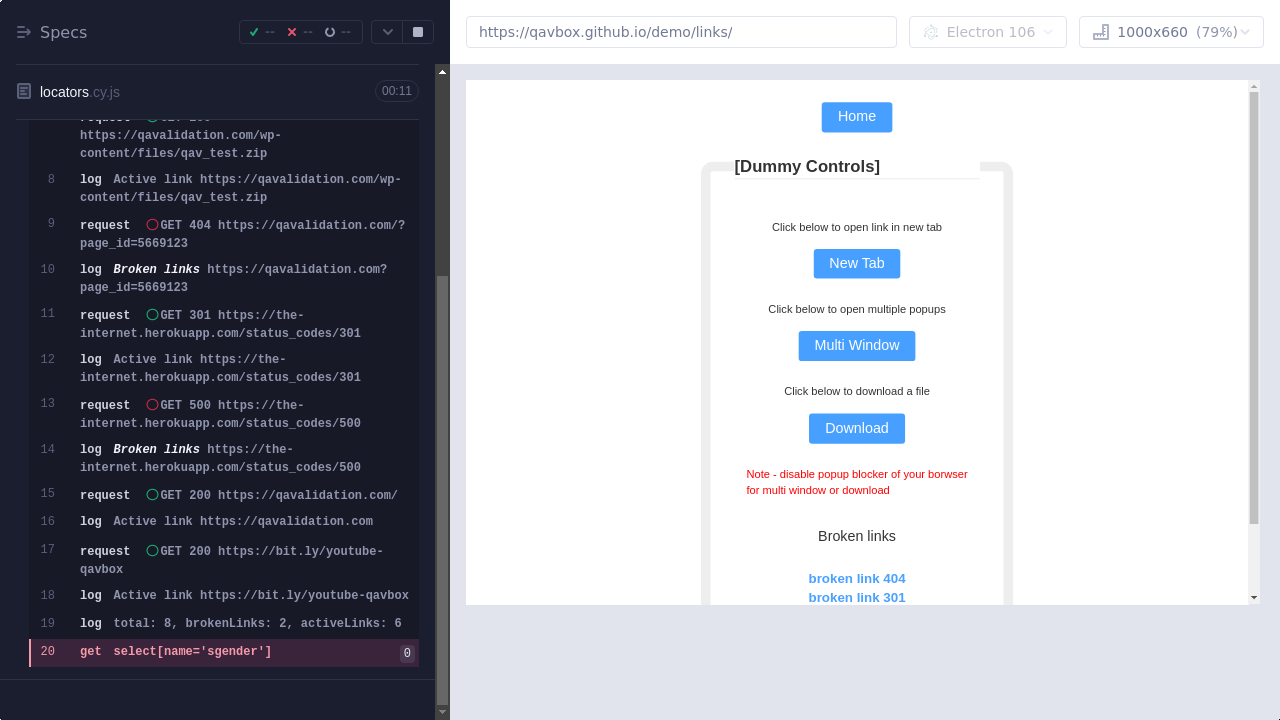 Specs
-- -- --
https://qavbox.github.io/demo/links/
Electron 106
1000x660 (79%)
locators.cy.js
00:11
https://qavalidation.com/wp-
content/files/qav_test.zip
8 log Active link https://qavalidation.com/wp-
content/files/qav_test.zip
9 request GET 404 https://qavalidation.com/?
page_id=5669123
10 log Broken links https://qavalidation.com?
page_id=5669123
11 request GET 301 https://the-
internet.herokuapp.com/status_codes/301
12 log Active link https://the-
internet.herokuapp.com/status_codes/301
13 request GET 500 https://the-
internet.herokuapp.com/status_codes/500
14 log Broken links https://the-
internet.herokuapp.com/status_codes/500
15 request GET 200 https://qavalidation.com/
16 log Active link https://qavalidation.com
17 request GET 200 https://bit.ly/youtube-
qavbox
18 log Active link https://bit.ly/youtube-qavbox
19 log total: 8, brokenLinks: 2, activeLinks: 6
20 get select[name='sgender'] 0
Home
[Dummy Controls]
Click below to open link in new tab
New Tab
Click below to open multiple popups
Multi Window
Click below to download a file
Download
Note - disable popup blocker of your borwser
for multi window or download
Broken links
broken link 404
broken link 301